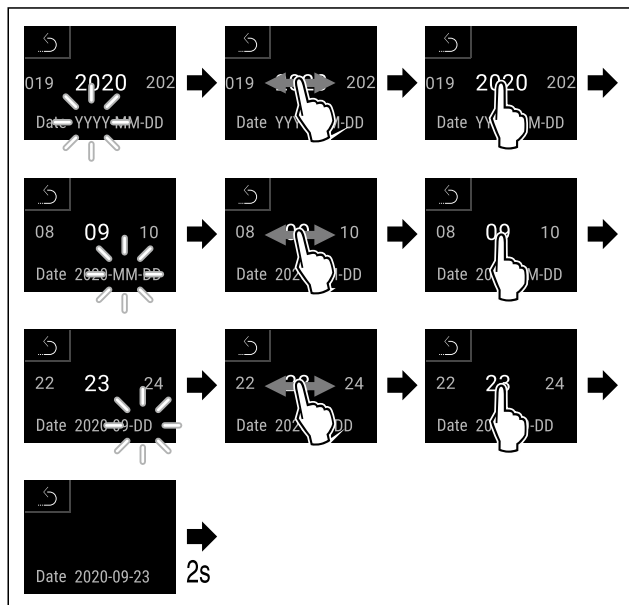 019 2020 202
Date YYYY-MM-DD
019 202
Date YY -DD
019 2020 202
Date YY M-DD
08 09 10
Date 2020-MM-DD
08 09 10
Date 202 -DD
08 09 10
Date 20 M-DD
22 23 24
Date 2020-09-DD
22 24
Date 202 DD
22 23 24
Date 20 -DD
Date 2020-09-23
2s